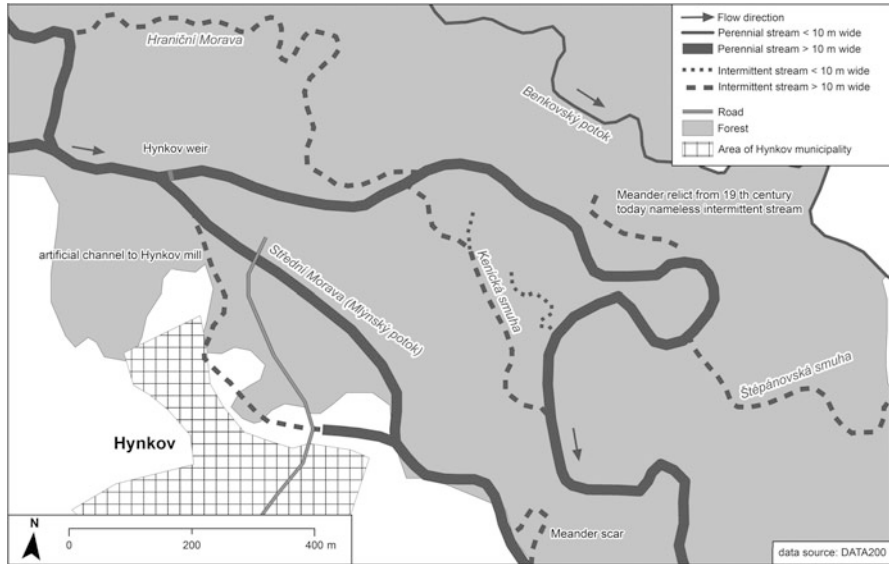 Hraniční Morava
Benkovský potok
Flow direction
Perennial stream < 10 m wide
Perennial stream > 10 m wide
Intermittent stream < 10 m wide
Intermittent stream > 10 m wide
Road
Forest
Area of Hynkov municipality
Hynkov weir
Meander relict from 19 th century
today nameless intermittent stream
artificial channel to Hynkov mill
Střední Morava (Mlýnský potok)
Kenická smuha
Štěpánovská smuha
Hynkov
Meander scar
N
0 200 400 m
data source: DATA200